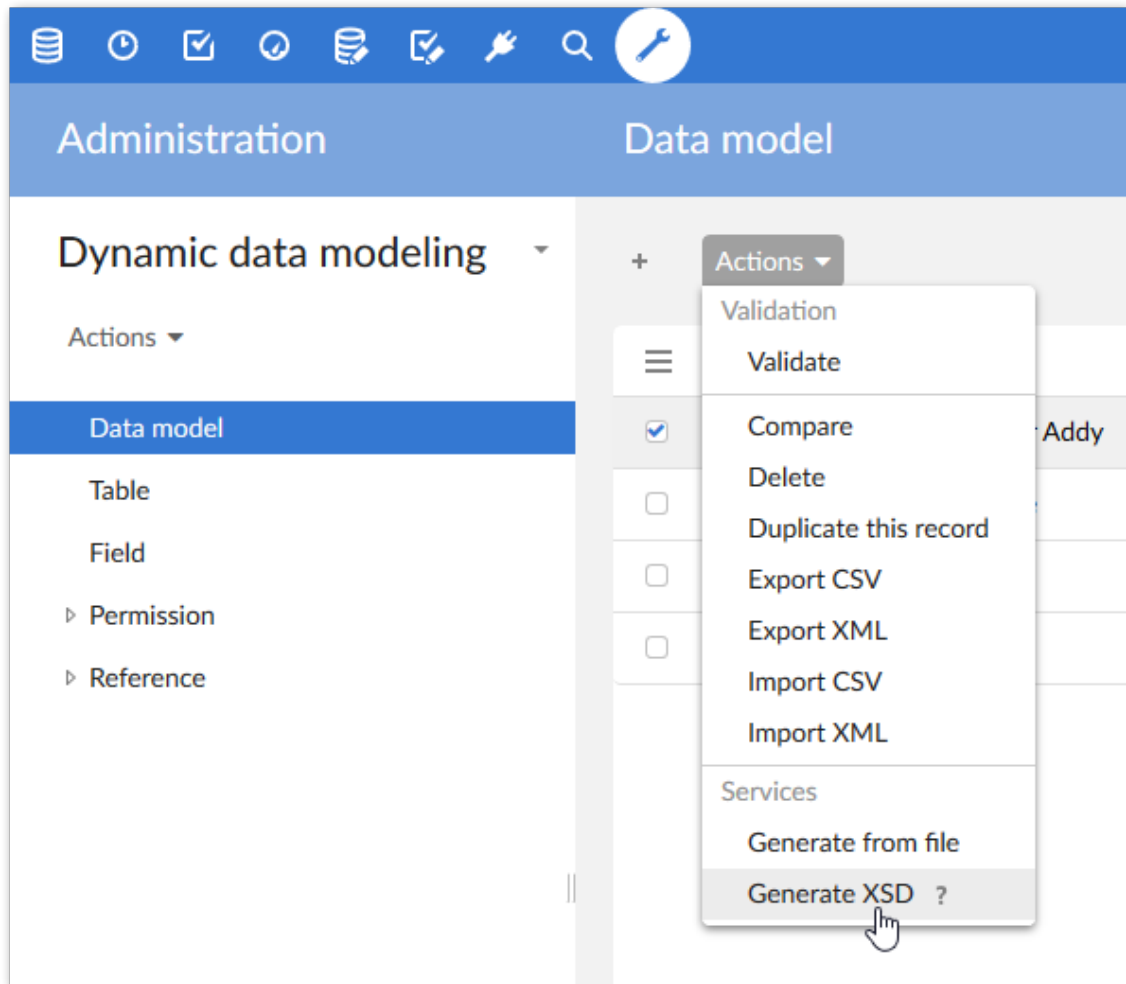 Administration
Data model
Dynamic data modeling
Actions
Data model
Table
Field
Permission
Reference
+
Actions
Validation
Validate
Compare
Delete
Duplicate this record
Export CSV
Export XML
Import CSV
Import XML
Services
Generate from file
Generate XSD ?
Addy